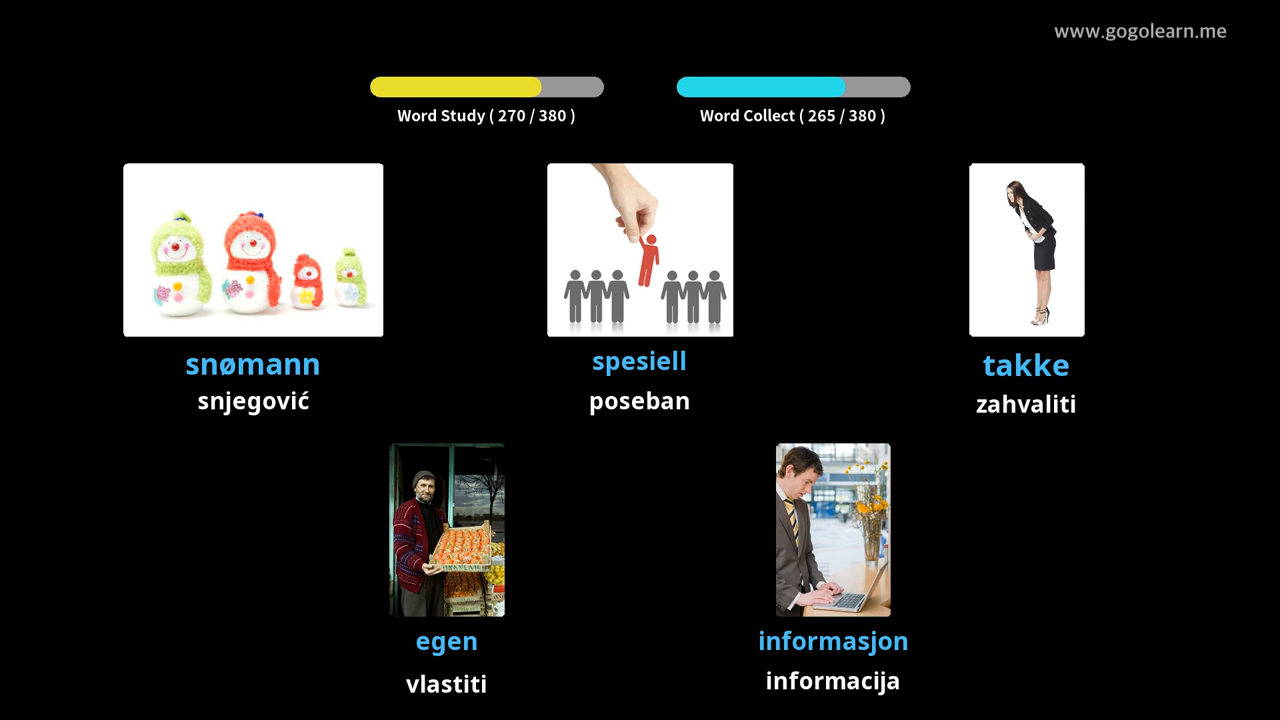 www.gogolearn.me
Word Study ( 270 / 380 )
Word Collect ( 265 / 380 )
snømann
snjegović
spesiell
poseban
takke
zahvaliti
egen
vlastiti
informasjon
informacija